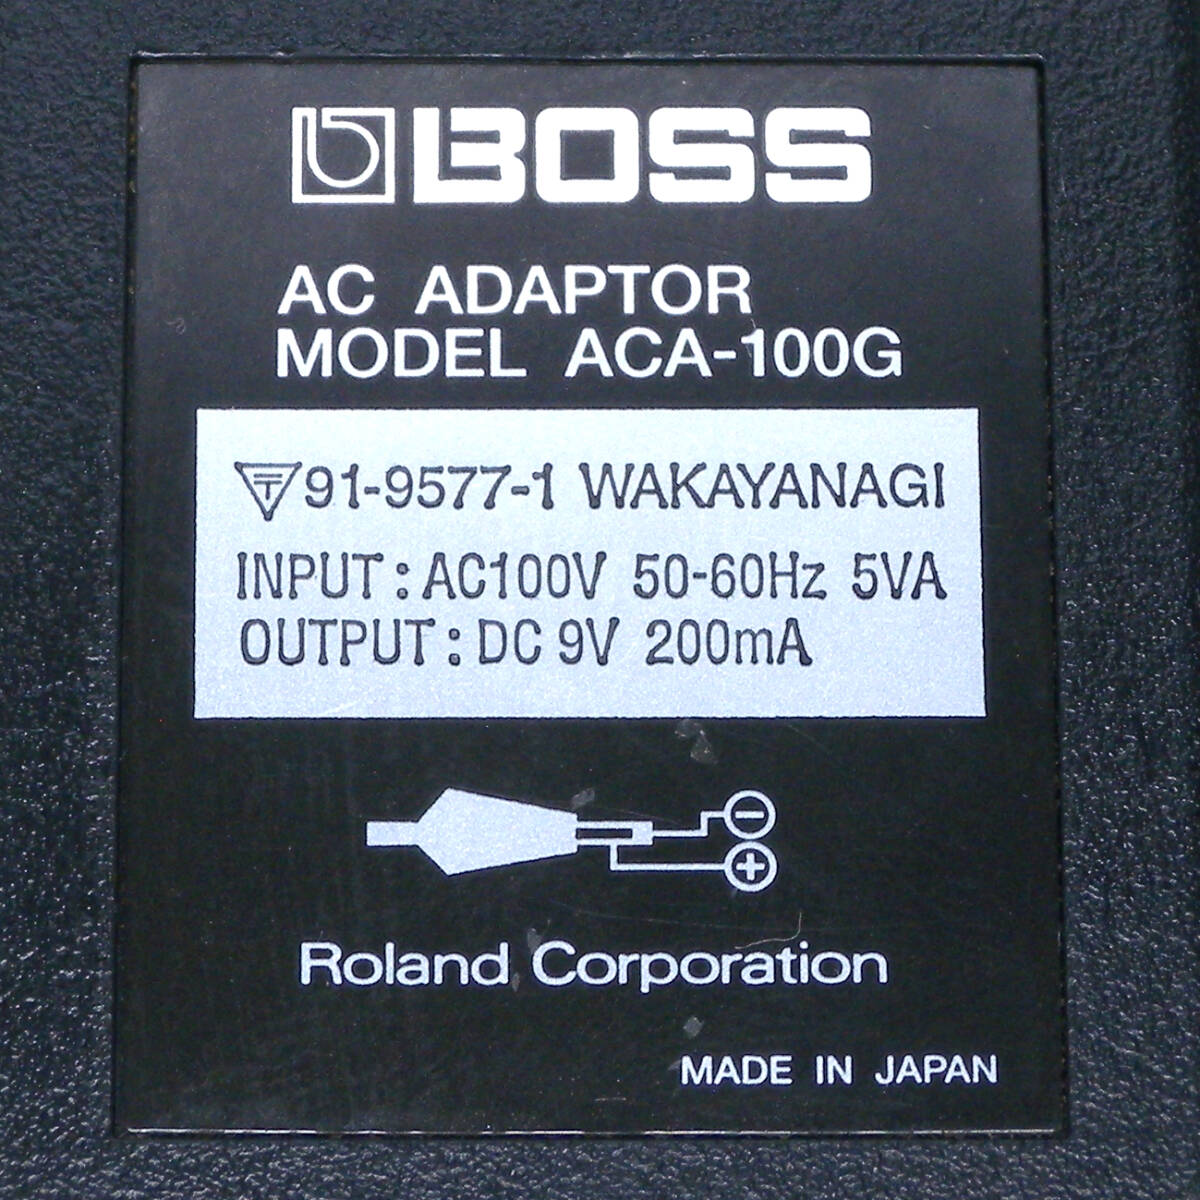 BOSS
AC ADAPTOR
MODEL ACA-100G
91-9577-1 WAKAYANAGI
INPUT : AC100V 50-60Hz 5VA
OUTPUT : DC 9V 200mA
Roland Corporation
MADE IN JAPAN